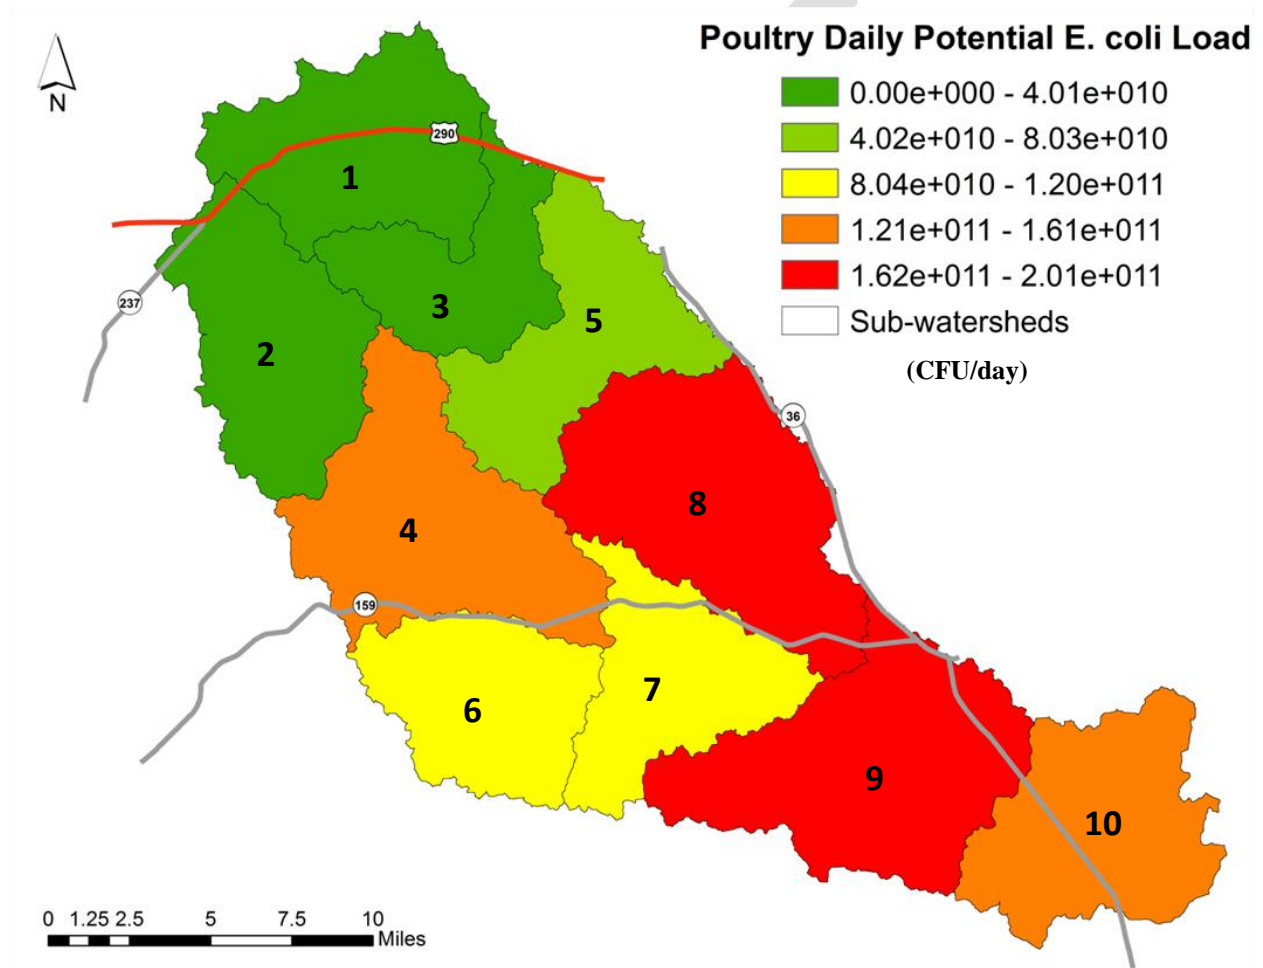 Poultry Daily Potential E. coli Load
0.00e+000 - 4.01e+010
4.02e+010 - 8.03e+010
8.04e+010 - 1.20e+011
1.21e+011 - 1.61e+011
1.62e+011 - 2.01e+011
Sub-watersheds
(CFU/day)
N
290
1
237
3
5
2
36
8
4
159
7
6
9
10
0 1.25 2.5 5 7.5 10
Miles